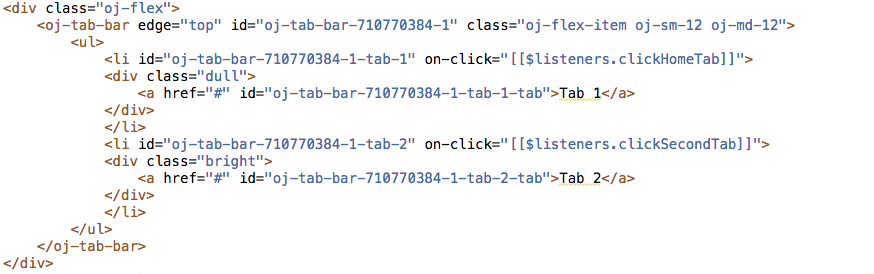 <div class="oj-flex">
<oj-tab-bar edge="top" id="oj-tab-bar-710770384-1" class="oj-flex-item oj-sm-12 oj-md-12">
<ul>
<li id="oj-tab-bar-710770384-1-tab-1" on-click="[[$listeners.clickHomeTab]]">
<div class="dull">
<a href="#" id="oj-tab-bar-710770384-1-tab-1-tab">Tab 1</a>
</div>
</li>
<li id="oj-tab-bar-710770384-1-tab-2" on-click="[[$listeners.clickSecondTab]]">
<div class="bright">
<a href="#" id="oj-tab-bar-710770384-1-tab-2-tab">Tab 2</a>
</div>
</li>
</ul>
</oj-tab-bar>
</div>